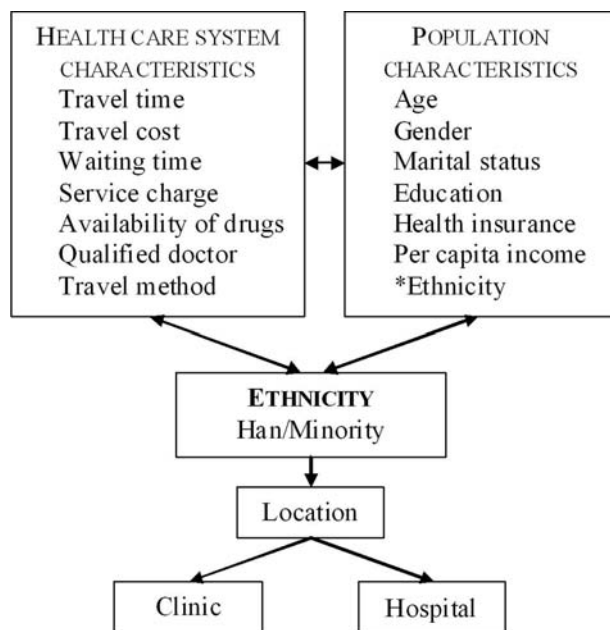 HEALTH CARE SYSTEM
CHARACTERISTICS
Travel time
Travel cost
Waiting time
Service charge
Availability of drugs
Qualified doctor
Travel method
POPULATION
CHARACTERISTICS
Age
Gender
Marital status
Education
Health insurance
Per capita income
*Ethnicity
ETHNICITY
Han/Minority
Location
Clinic
Hospital